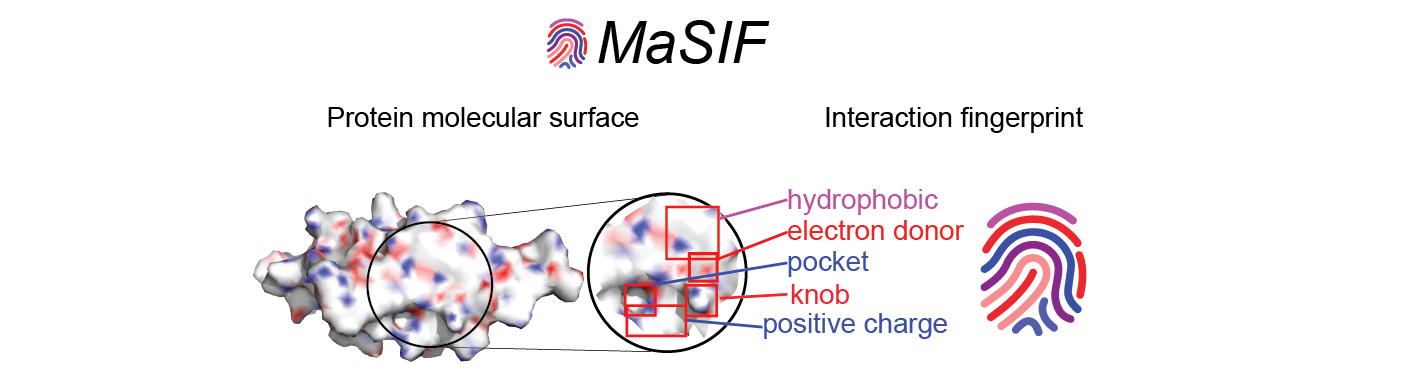 MaSIF
Protein molecular surface
Interaction fingerprint
hydrophobic
electron donor
pocket
knob
positive charge